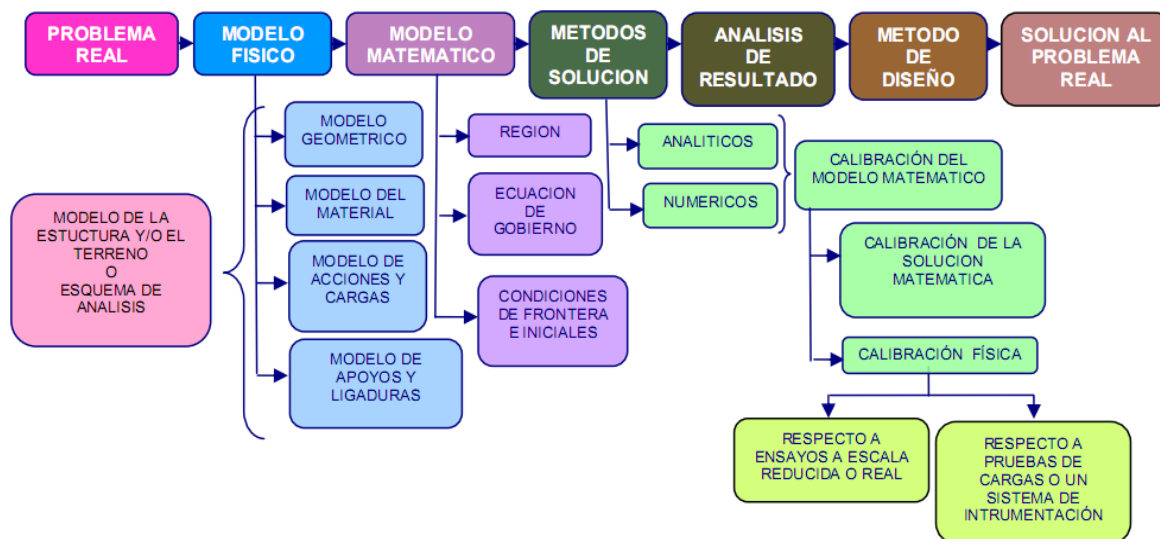 PROBLEMA
REAL
MODELO
FISICO
MODELO
MATEMATICO
METODOS
DE
SOLUCION
ANALISIS
DE
RESULTADO
METODO
DE
DISEÑO
SOLUCION AL
PROBLEMA
REAL
MODELO DE LA
ESTUCTURA Y/O EL
TERRENO
O
ESQUEMA DE
ANALISIS
MODELO
GEOMETRICO
MODELO DEL
MATERIAL
MODELO DE
ACCIONES Y
CARGAS
MODELO DE
APOYOS Y
LIGADURAS
REGION
ECUACION
DE
GOBIERNO
CONDICIONES
DE FRONTERA
E INICIALES
ANALITICOS
NUMERICOS
CALIBRACIÓN DEL
MODELO MATEMATICO
CALIBRACIÓN DE LA
SOLUCION
MATEMATICA
CALIBRACIÓN FÍSICA
RESPECTO A
ENSAYOS A ESCALA
REDUCIDA O REAL
RESPECTO A
PRUEBAS DE
CARGAS O UN
SISTEMA DE
INTRUMENTACIÓN